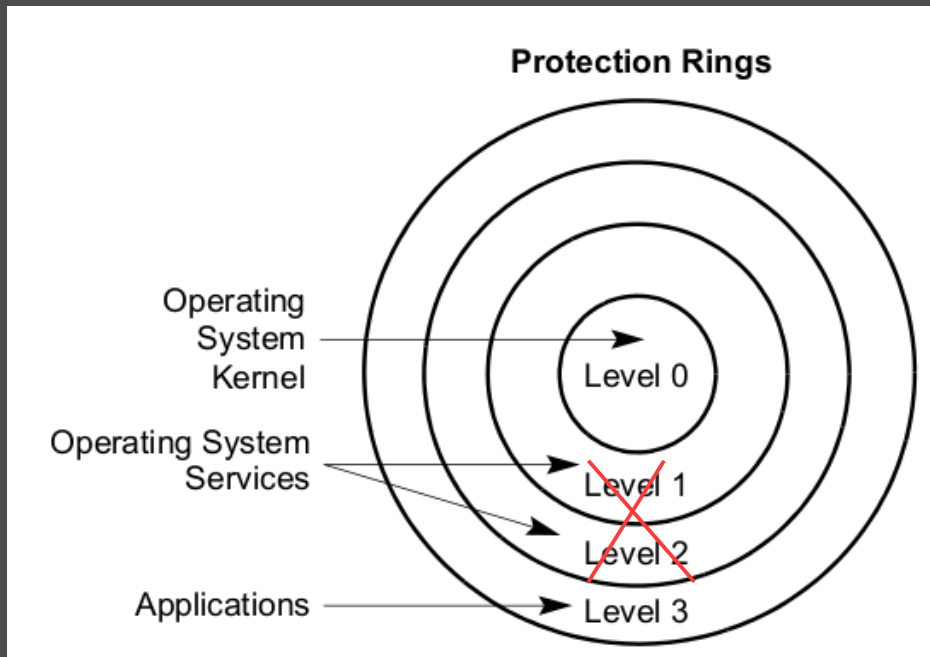 Protection Rings
Operating
System
Kernel
Level 0
Operating System
Services
Level 1
Level 2
Applications
Level 3